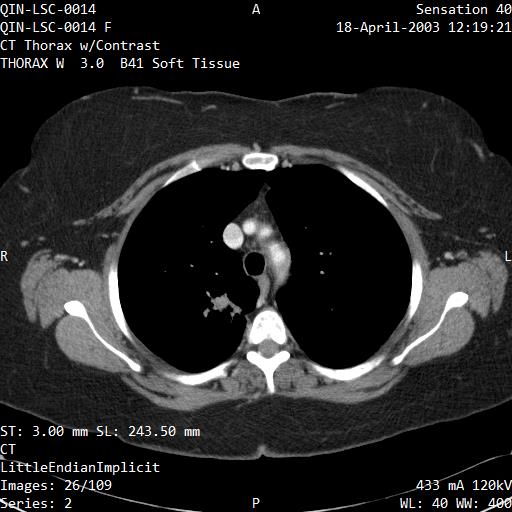 QIN-LSC-0014 A Sensation 40
QIN-LSC-0014 F 18-April-2003 12:19:21
CT Thorax w/Contrast
THORAX W 3.0 B41 Soft Tissue
R L
ST: 3.00 mm SL: 243.50 mm
CT
LittleEndianImplicit
Images: 26/109 433 mA 120kV
Series: 2 P WL: 40 WW: 400